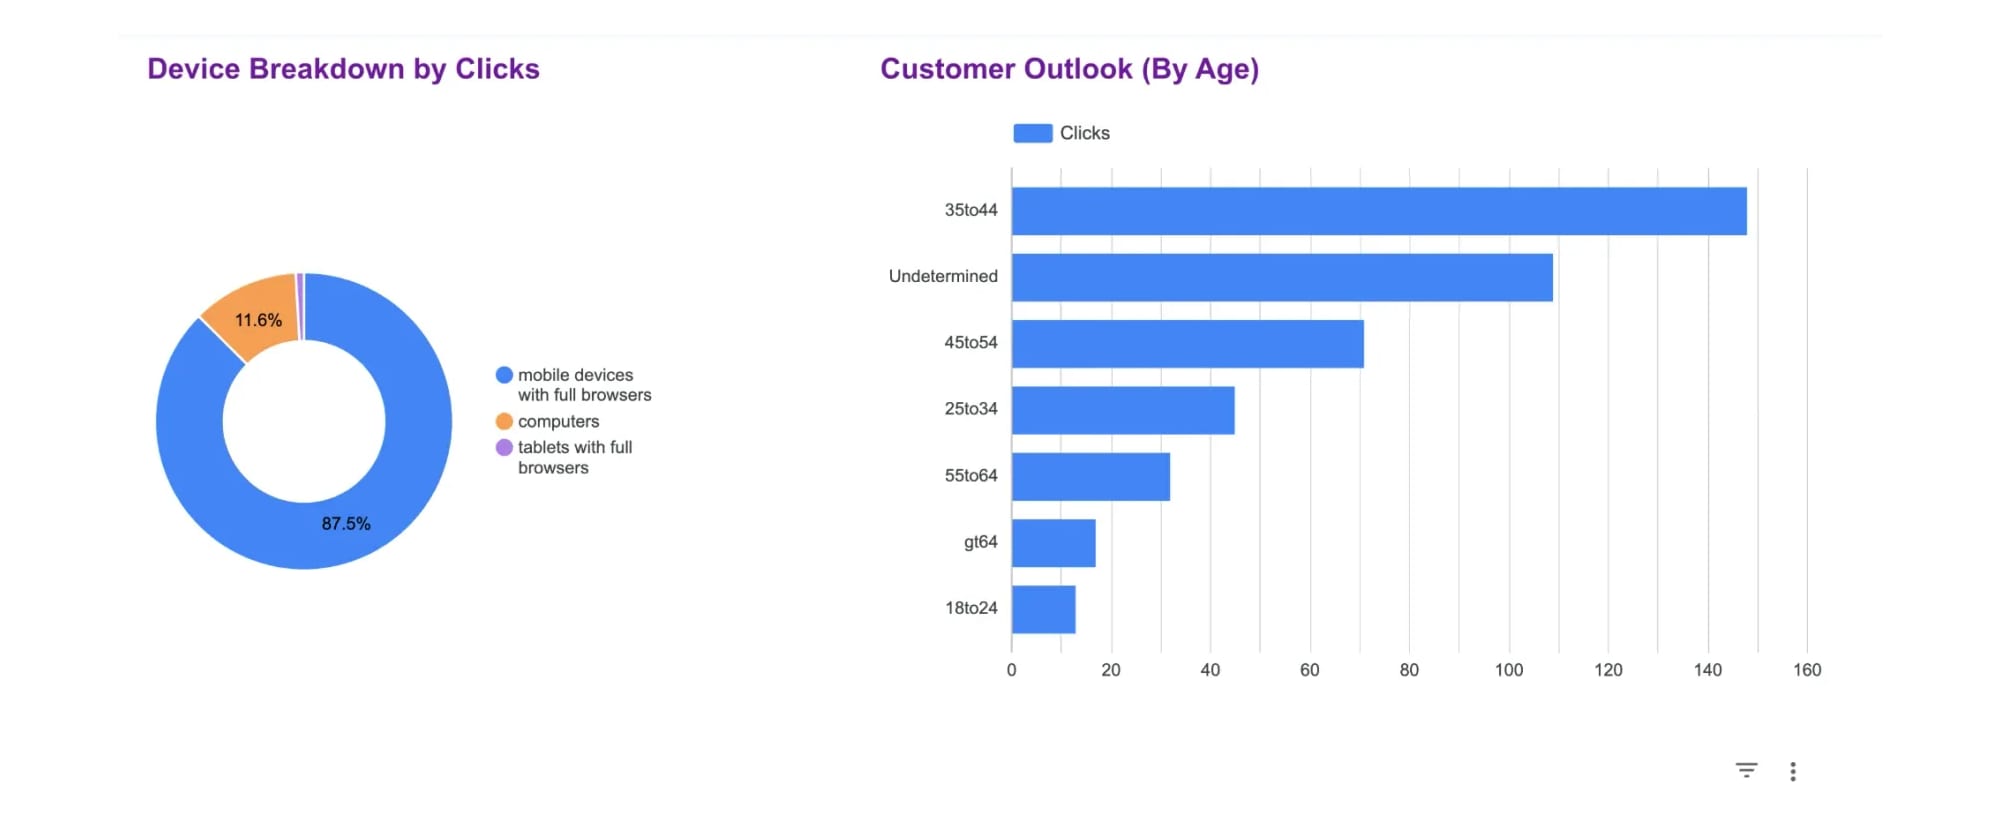 Device Breakdown by Clicks
11.6%
87.5%
mobile devices
with full browsers
computers
tablets with full
browsers
Customer Outlook (By Age)
Clicks
35to44
Undetermined
45to54
25to34
55to64
gt64
18to24
0 20 40 60 80 100 120 140 160